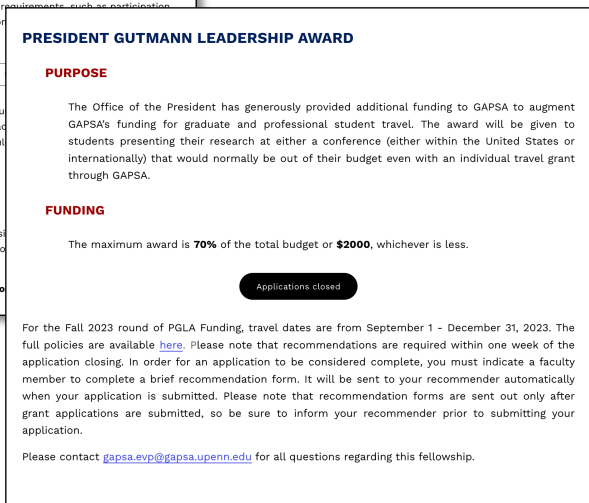 requirements, such as participation
PRESIDENT GUTMANN LEADERSHIP AWARD
PURPOSE
The Office of the President has generously provided additional funding to GAPSA to augment
GAPSA's funding for graduate and professional student travel. The award will be given to
students presenting their research at either a conference (either within the United States or
internationally) that would normally be out of their budget even with an individual travel grant
through GAPSA.
FUNDING
The maximum award is 70% of the total budget or $2000, whichever is less.
Applications closed
For the Fall 2023 round of PGLA Funding, travel dates are from September 1 - December 31, 2023. The
full policies are available here. Please note that recommendations are required within one week of the
application closing. In order for an application to be considered complete, you must indicate a faculty
member to complete a brief recommendation form. It will be sent to your recommender automatically
when your application is submitted. Please note that recommendation forms are sent out only after
grant applications are submitted, so be sure to inform your recommender prior to submitting your
application.
Please contact gapsa.evp@gapsa.upenn.edu for all questions regarding this fellowship.